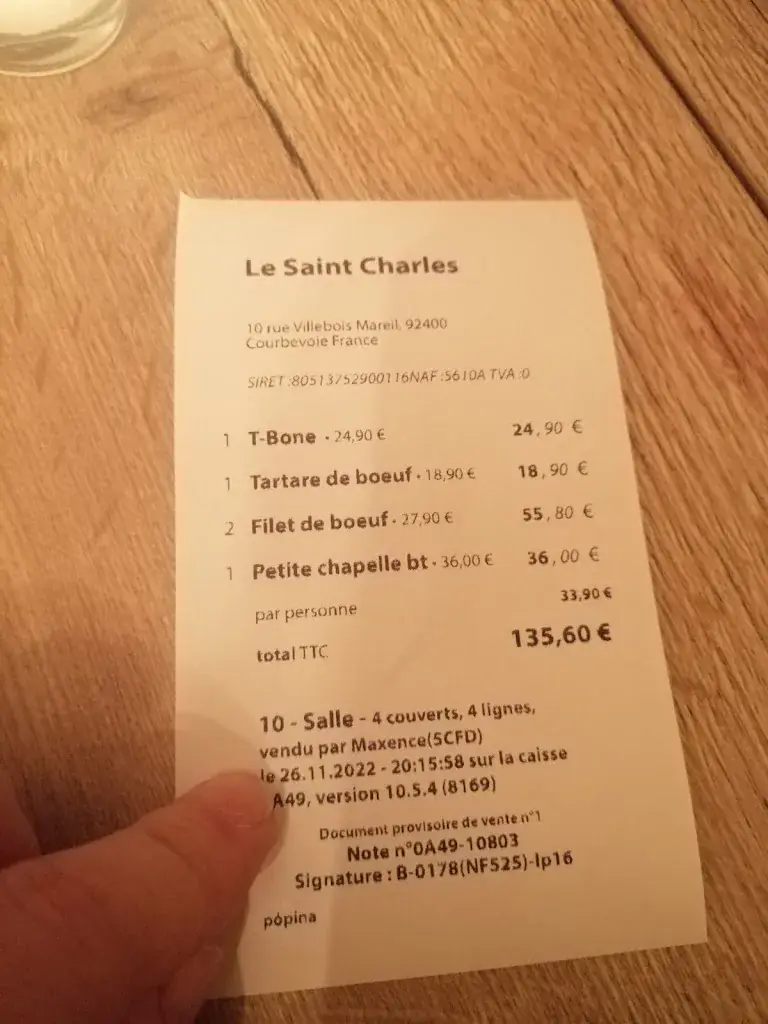 Le Saint Charles
10 rue Villebois Mareil, 92400
Courbevoie France
SIRET :80513752900116NAF :5610A TVA :0
1 T-Bone • 24,90 € 24,90 €
1 Tartare de boeuf • 18,90 € 18,90 €
2 Filet de boeuf • 27,90 € 55,80 €
1 Petite chapelle bt • 36,00 € 36,00 €
par personne 33,90 €
total TTC 135,60 €
10 - Salle - 4 couverts, 4 lignes,
vendu par Maxence(5CFD)
le 26.11.2022 - 20:15:58 sur la caisse
A49, version 10.5.4 (8169)
Document provisoire de vente n°1
Note n°0A49-10803
Signature : B-0178(NF525)-lp16
pópina